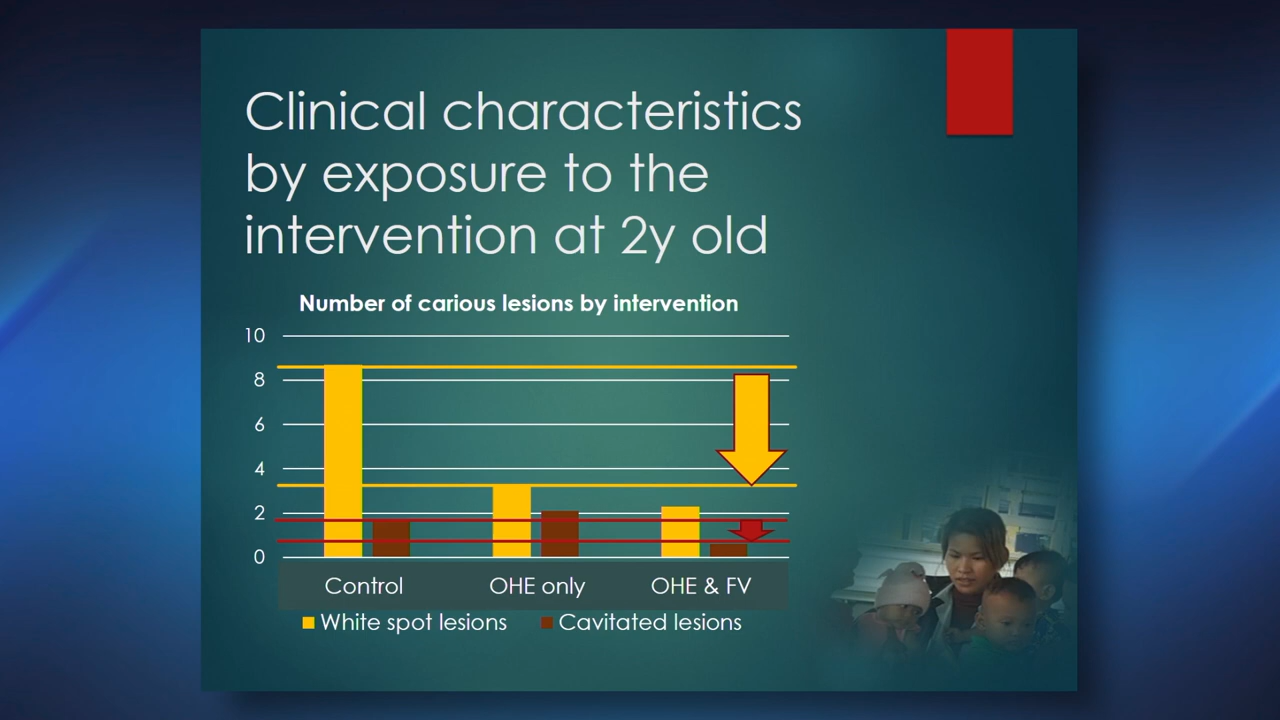 Clinical characteristics
by exposure to the
intervention at 2y old
Number of carious lesions by intervention
10
8
6
4
2
0
Control OHE only OHE & FV
White spot lesions Cavitated lesions